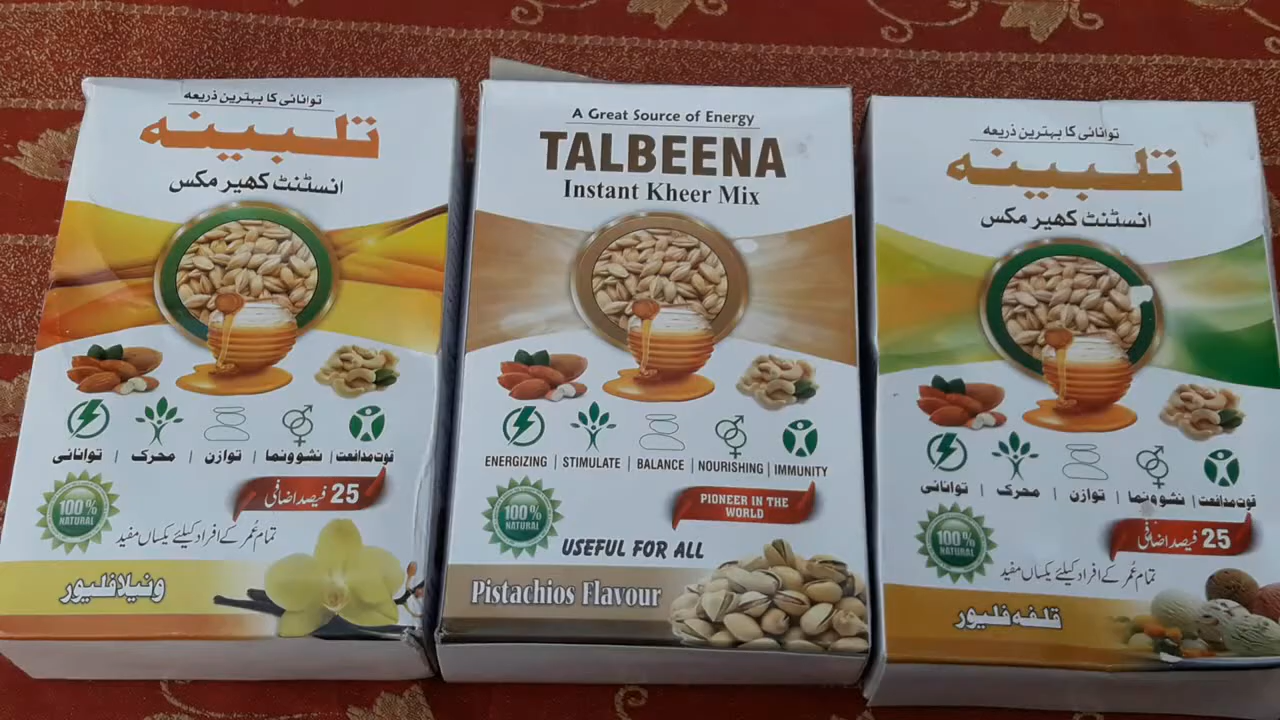 توانائی کا بہترین ذریعہ
تلبینہ
انسٹنٹ کھیر مکس
توانائی | محرک | توازن | نشوونما | قوت مدافعت
25 فیصد اضافی
100%
NATURAL
تمام عُمر کے افراد کیلئے یکساں مفید
ونیلا فلیور
A Great Source of Energy
TALBEENA
Instant Kheer Mix
ENERGIZING | STIMULATE | BALANCE | NOURISHING | IMMUNITY
PIONEER IN THE
WORLD
100%
NATURAL
USEFUL FOR ALL
Pistachios Flavour
توانائی کا بہترین ذریعہ
تلبینہ
انسٹنٹ کھیر مکس
توانائی | محرک | توازن | نشوونما | قوت مدافعت
25 فیصد اضافی
100%
NATURAL
تمام عُمر کے افراد کیلئے یکساں مفید
قلفہ فلیور